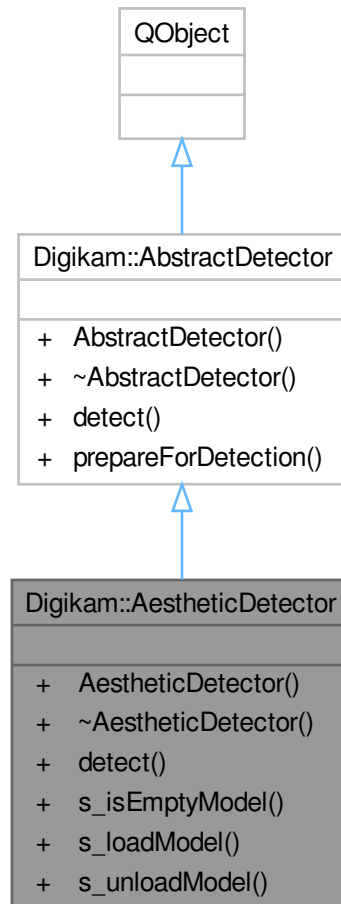 QObject
Digikam::AbstractDetector
+ AbstractDetector()
+ ~AbstractDetector()
+ detect()
+ prepareForDetection()
Digikam::AestheticDetector
+ AestheticDetector()
+ ~AestheticDetector()
+ detect()
+ s_isEmptyModel()
+ s_loadModel()
+ s_unloadModel()